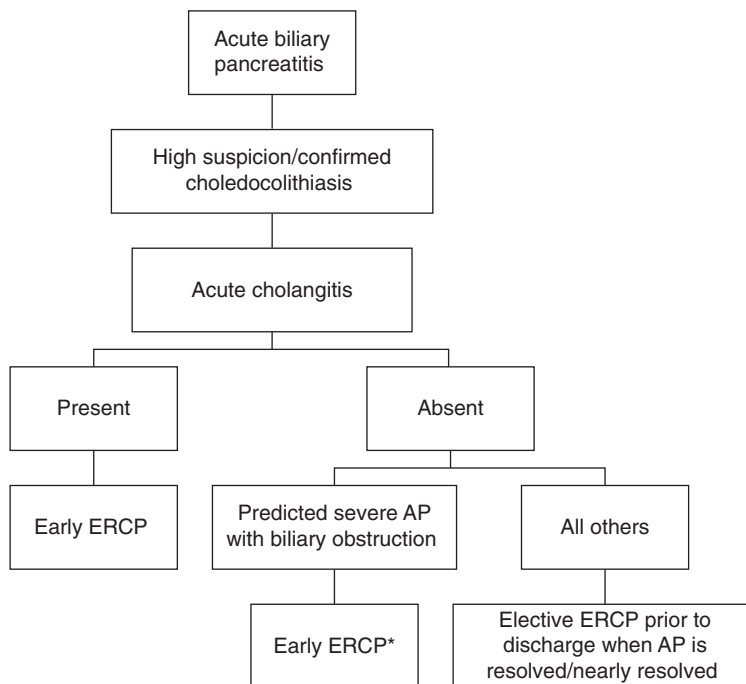 Acute biliary
pancreatitis
High suspicion/confirmed
choledocolithiasis
Acute cholangitis
Present
Absent
Early ERCP
Predicted severe AP
with biliary obstruction
All others
Early ERCP*
Elective ERCP prior to
discharge when AP is
resolved/nearly resolved